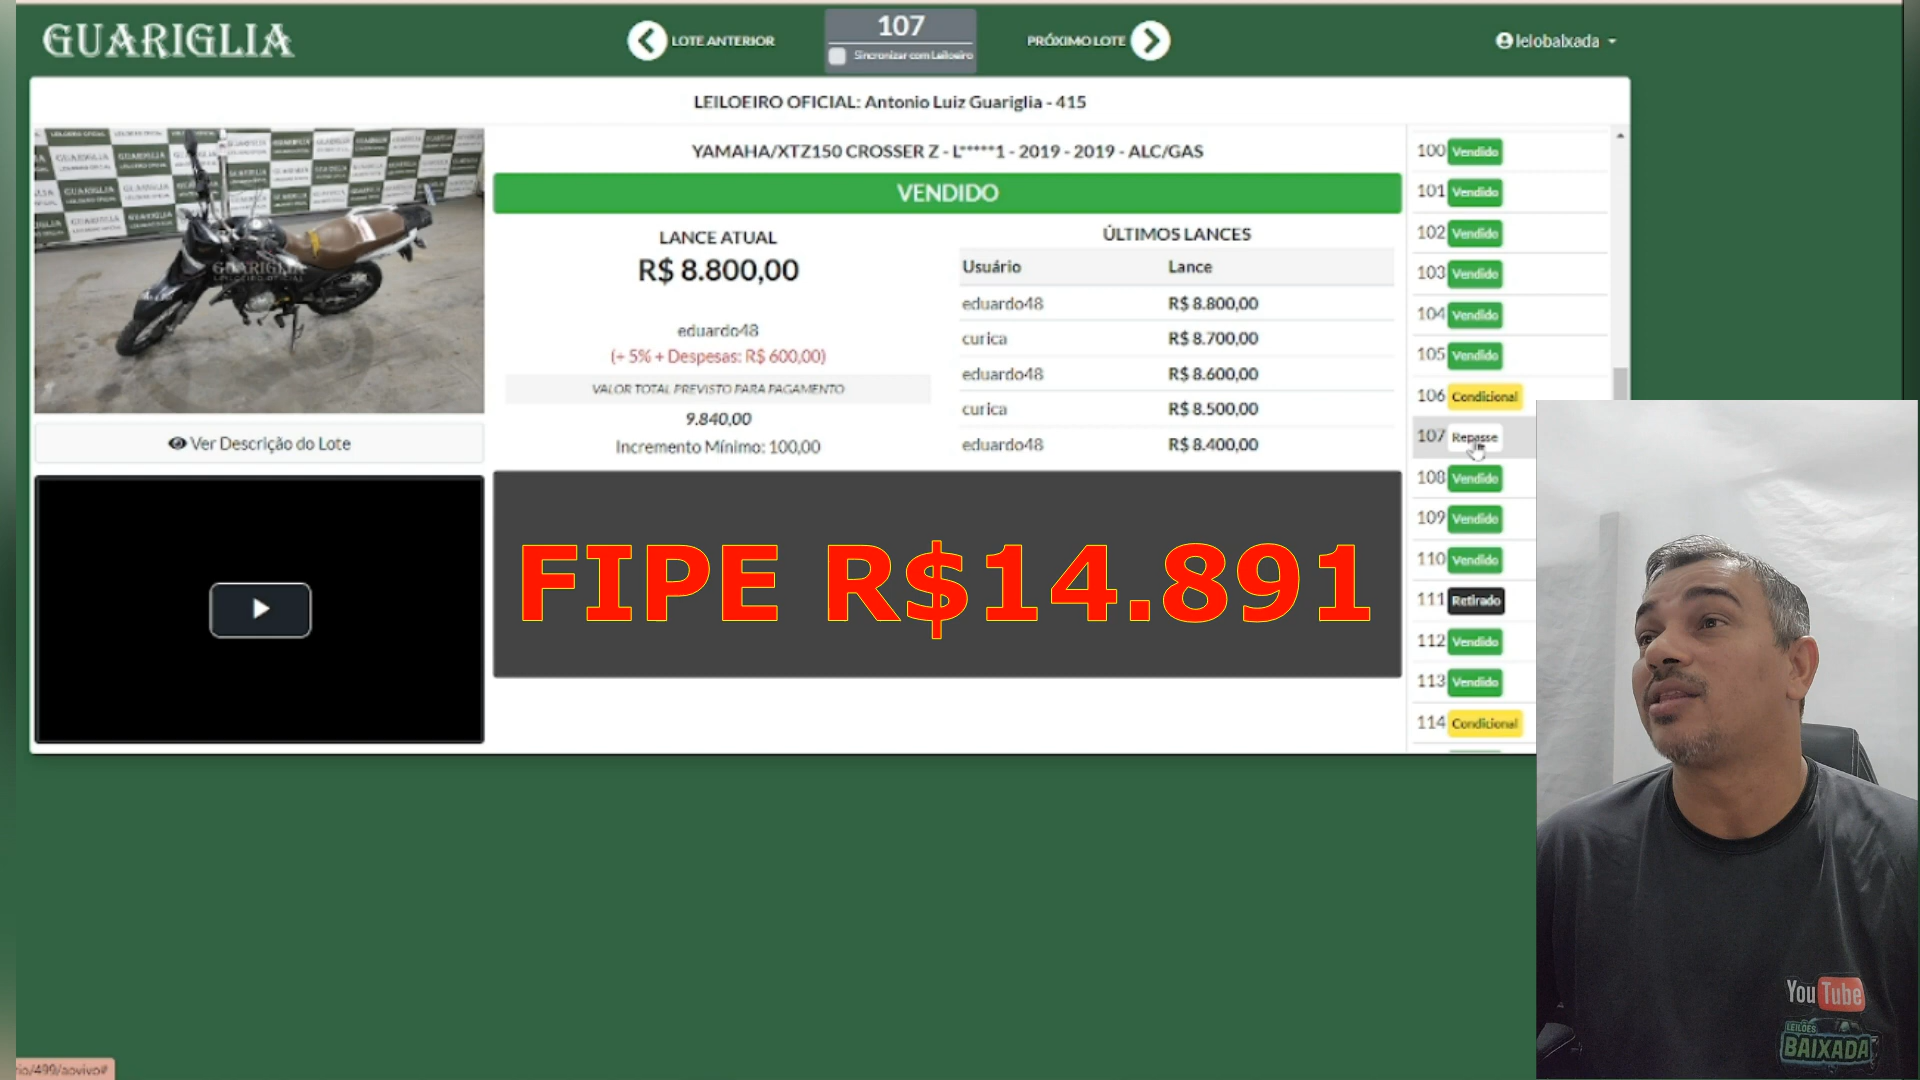 GUARIGLIA
LOTE ANTERIOR
107
Sincronizar com Leiloeiro
PRÓXIMO LOTE
lelobaixada
LEILOEIRO OFICIAL: Antonio Luiz Guariglia - 415
YAMAHA/XTZ150 CROSSER Z - L*****1 - 2019 - 2019 - ALC/GAS
VENDIDO
LANCE ATUAL
R$ 8.800,00
eduardo48
(+ 5% + Despesas: R$ 600,00)
VALOR TOTAL PREVISTO PARA PAGAMENTO
9.840,00
Incremento Mínimo: 100,00
ÚLTIMOS LANCES
Usuário Lance
eduardo48 R$ 8.800,00
curica R$ 8.700,00
eduardo48 R$ 8.600,00
curica R$ 8.500,00
eduardo48 R$ 8.400,00
Ver Descrição do Lote
FIPE R$14.891
100 Vendido
101 Vendido
102 Vendido
103 Vendido
104 Vendido
105 Vendido
106 Condicional
107 Repasse
108 Vendido
109 Vendido
110 Vendido
111 Retirado
112 Vendido
113 Vendido
114 Condicional
YouTube
LEILÕES
BAIXADA
io/499/aovivo#